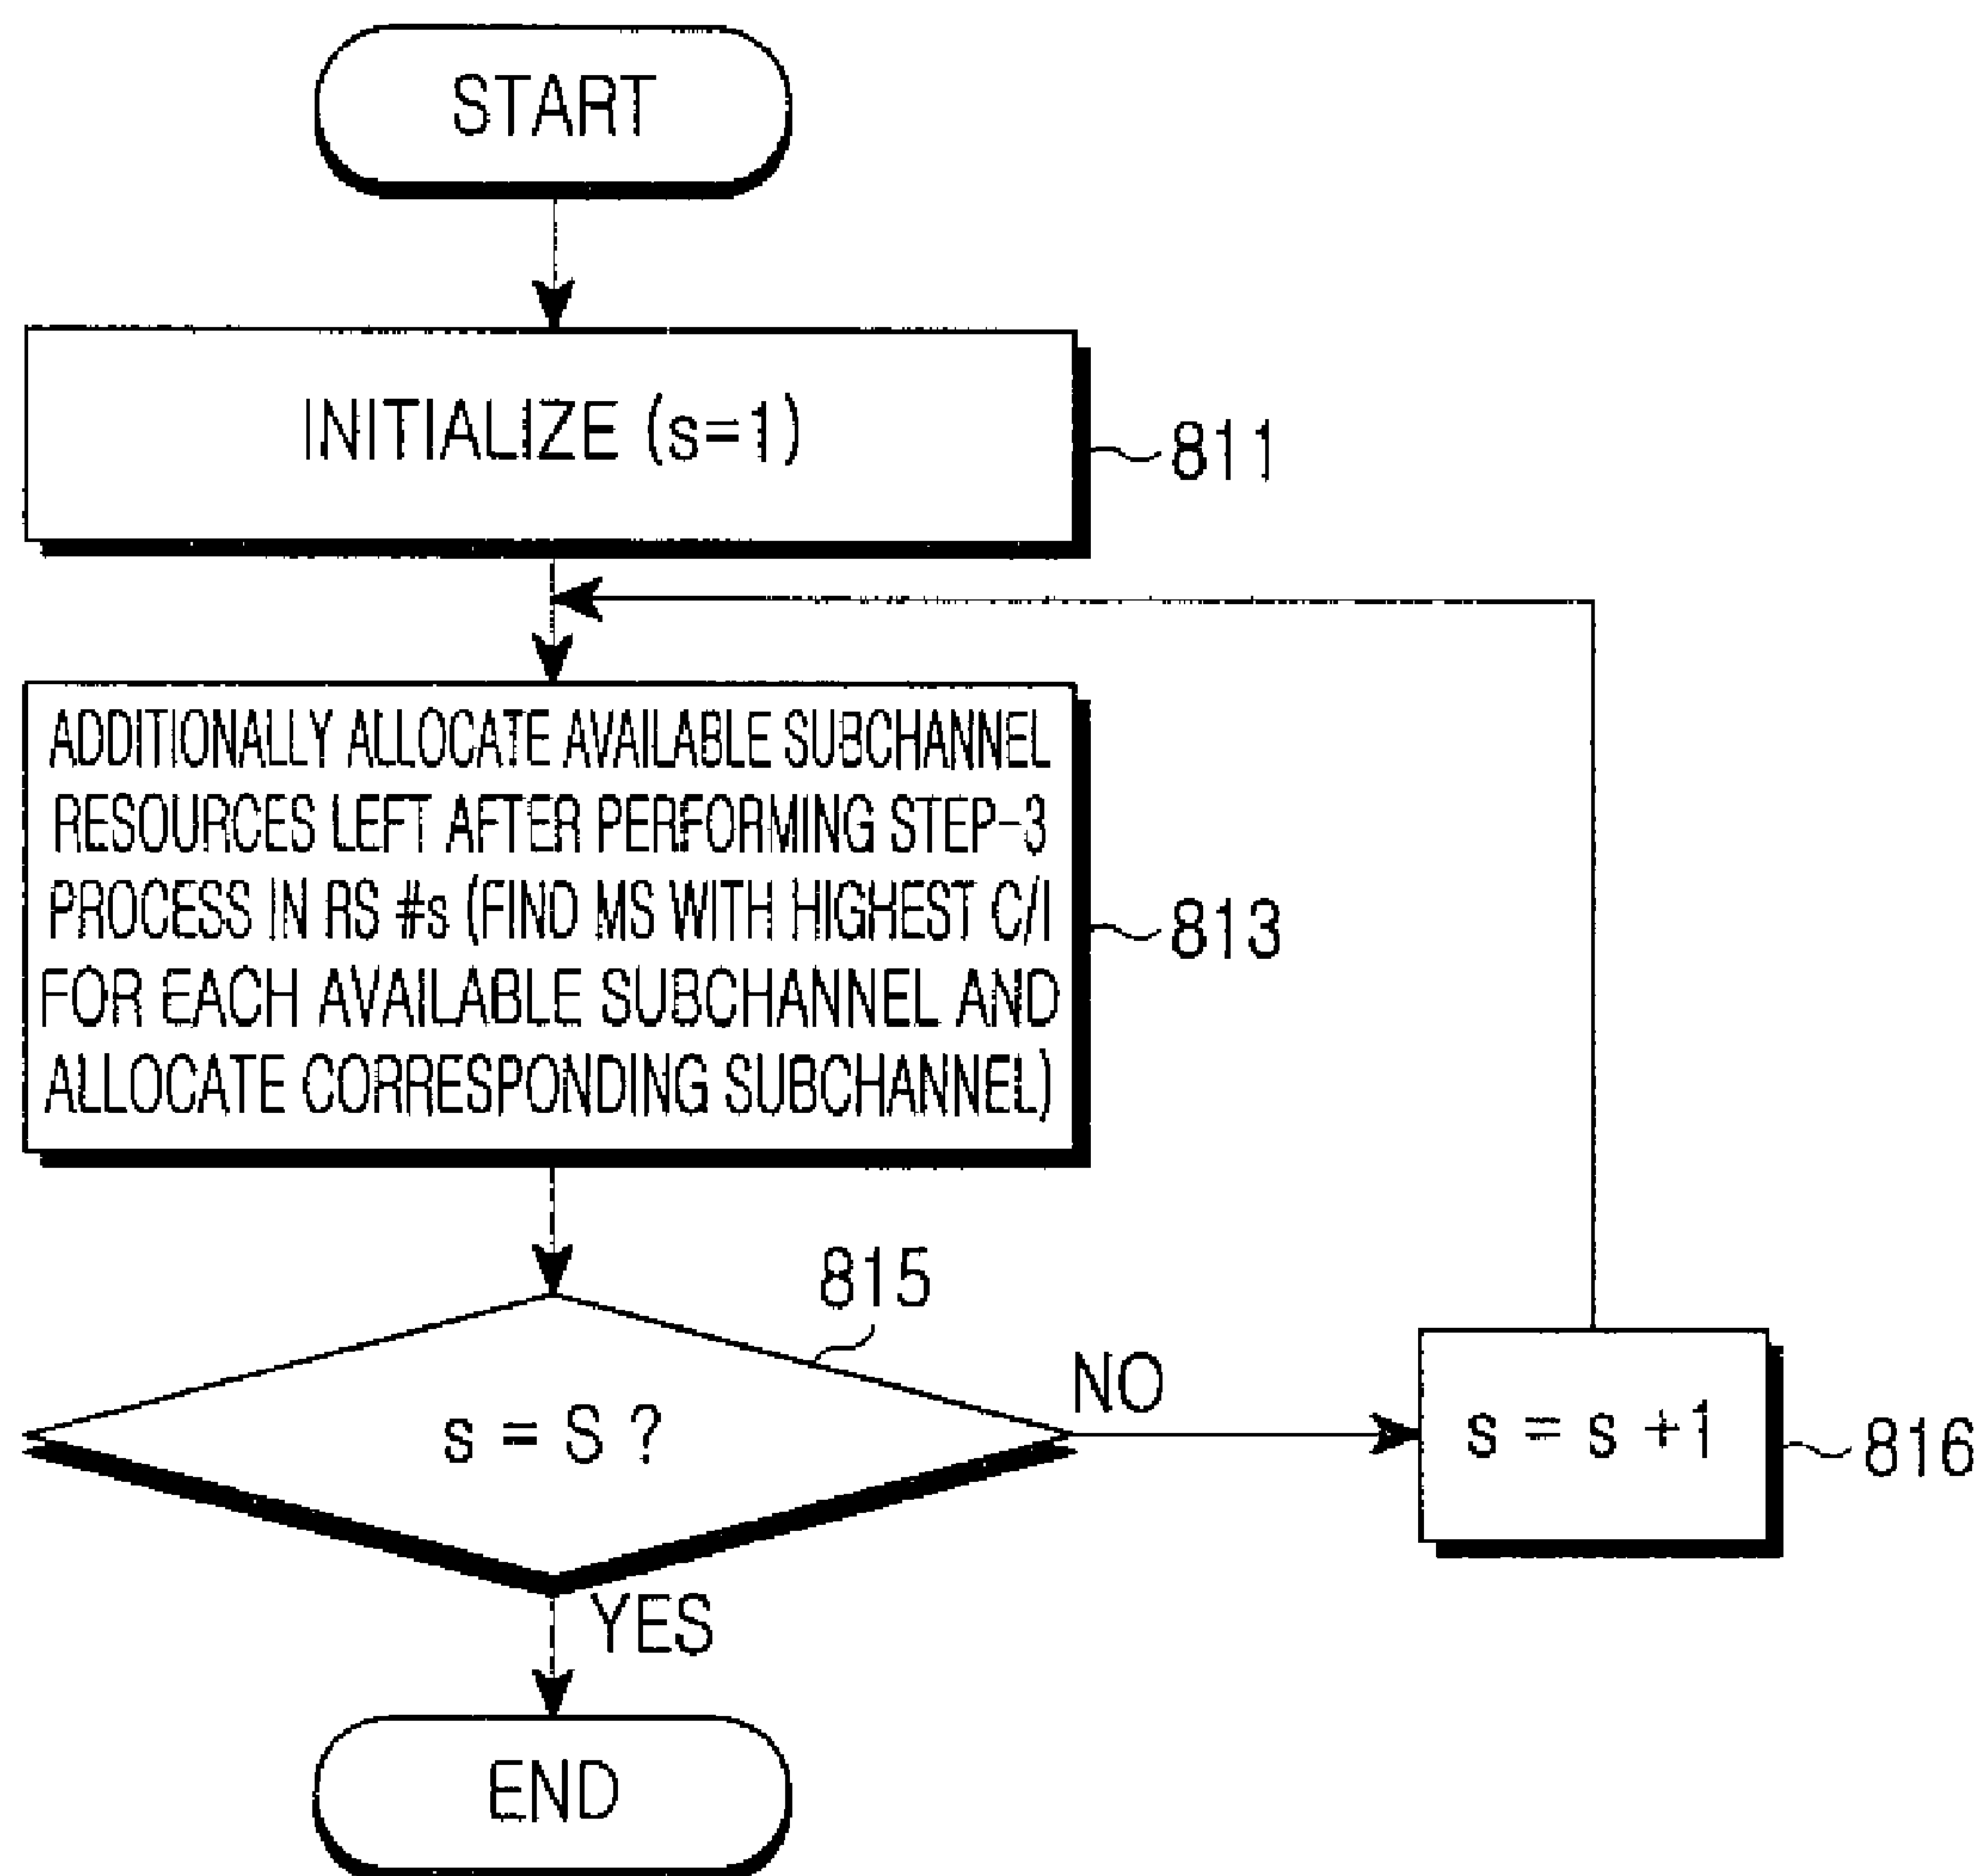 START
INITIALIZE (s=1)
811
ADDITIONALLY ALLOCATE AVAILABLE SUBCHANNEL
RESOURCES LEFT AFTER PERFORMING STEP-3
PROCESS IN RS #s (FIND MS WITH HIGHEST C/I
FOR EACH AVAILABLE SUBCHANNEL AND
ALLOCATE CORRESPONDING SUBCHANNEL)
813
815
s = S ?
NO
s = s +1
816
YES
END